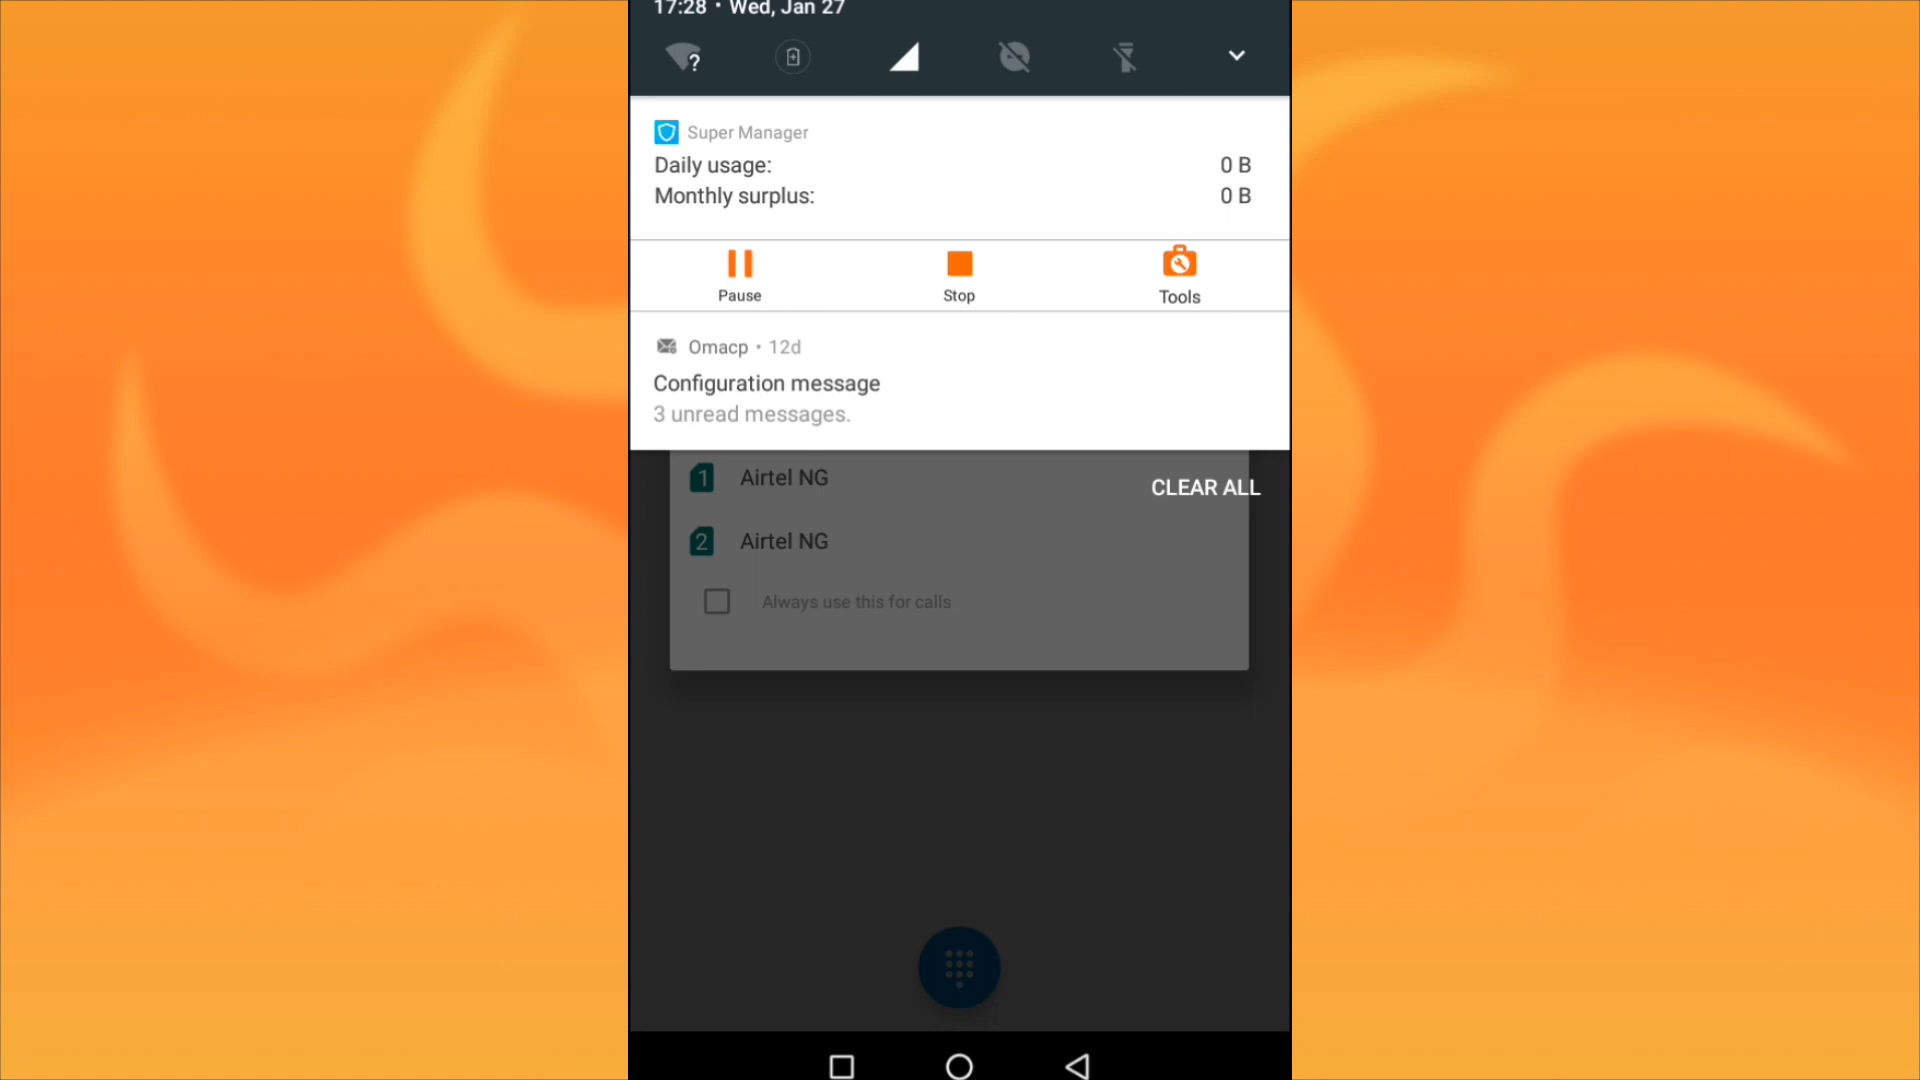 17:28 • Wed, Jan 27
?
Super Manager
Daily usage: 0 B
Monthly surplus: 0 B
Pause Stop Tools
Omacp • 12d
Configuration message
3 unread messages.
1 Airtel NG
CLEAR ALL
2 Airtel NG
Always use this for calls